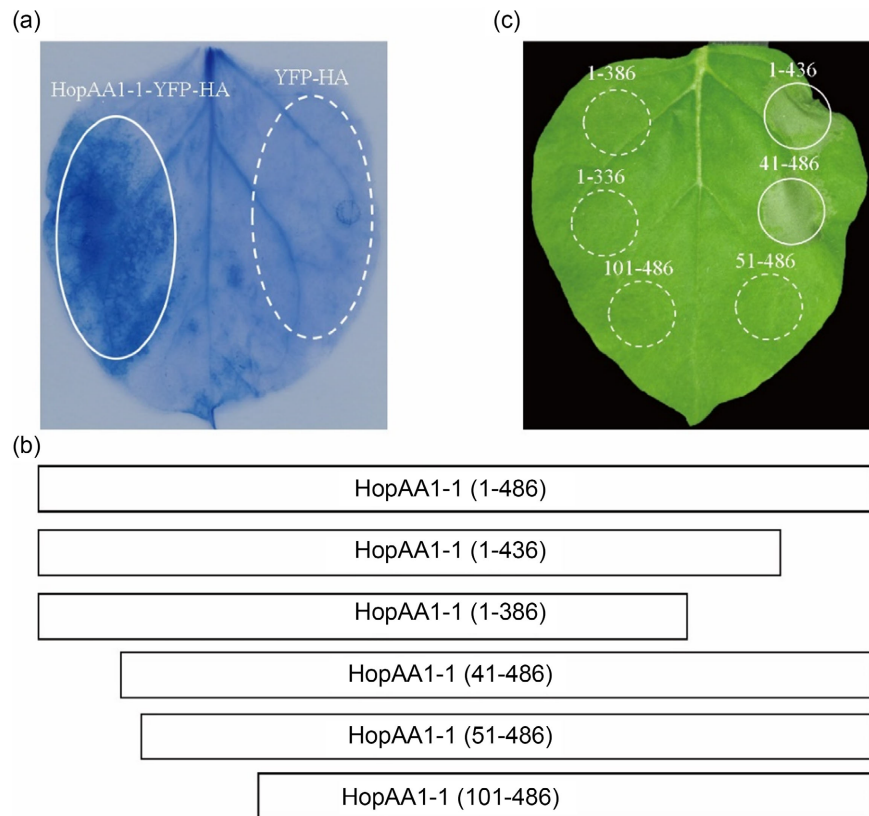 (a)
HopAA1-1-YFP-HA
YFP-HA
(c)
1-386
1-436
1-336
41-486
101-486
51-486
(b)
HopAA1-1 (1-486)
HopAA1-1 (1-436)
HopAA1-1 (1-386)
HopAA1-1 (41-486)
HopAA1-1 (51-486)
HopAA1-1 (101-486)